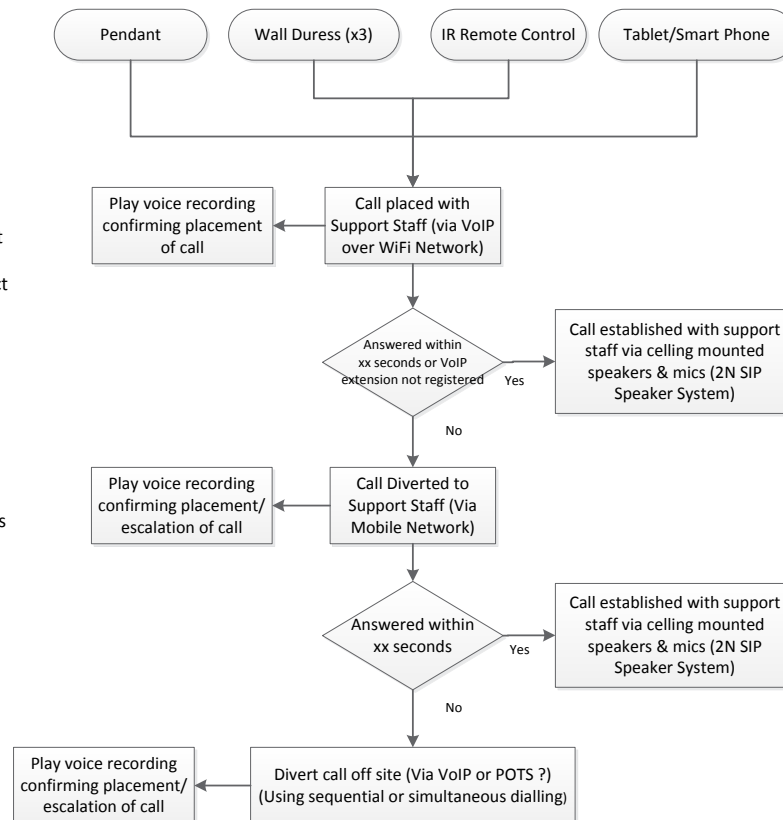 Pendant
Wall Duress (x3)
IR Remote Control
Tablet/Smart Phone
Play voice recording
confirming placement
of call
Call placed with
Support Staff (via VoIP
over WiFi Network)
Answered within
xx seconds or VoIP
extension not registered
Yes
Call established with support
staff via celling mounted
speakers & mics (2N SIP
Speaker System)
No
Play voice recording
confirming placement/
escalation of call
Call Diverted to
Support Staff (Via
Mobile Network)
Answered within
xx seconds
Yes
Call established with support
staff via celling mounted
speakers & mics (2N SIP
Speaker System)
No
Play voice recording
confirming placement/
escalation of call
Divert call off site (Via VoIP or POTS ?)
(Using sequential or simultaneous dialling)